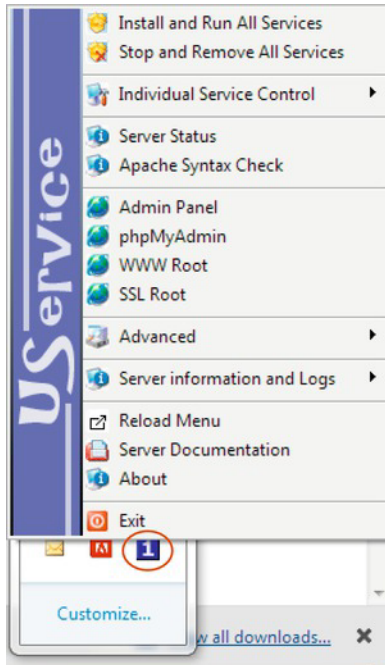 UService
Install and Run All Services
Stop and Remove All Services
Individual Service Control
Server Status
Apache Syntax Check
Admin Panel
phpMyAdmin
WWW Root
SSL Root
Advanced
Server information and Logs
Reload Menu
Server Documentation
About
Exit
1
Customize...
all downloads...